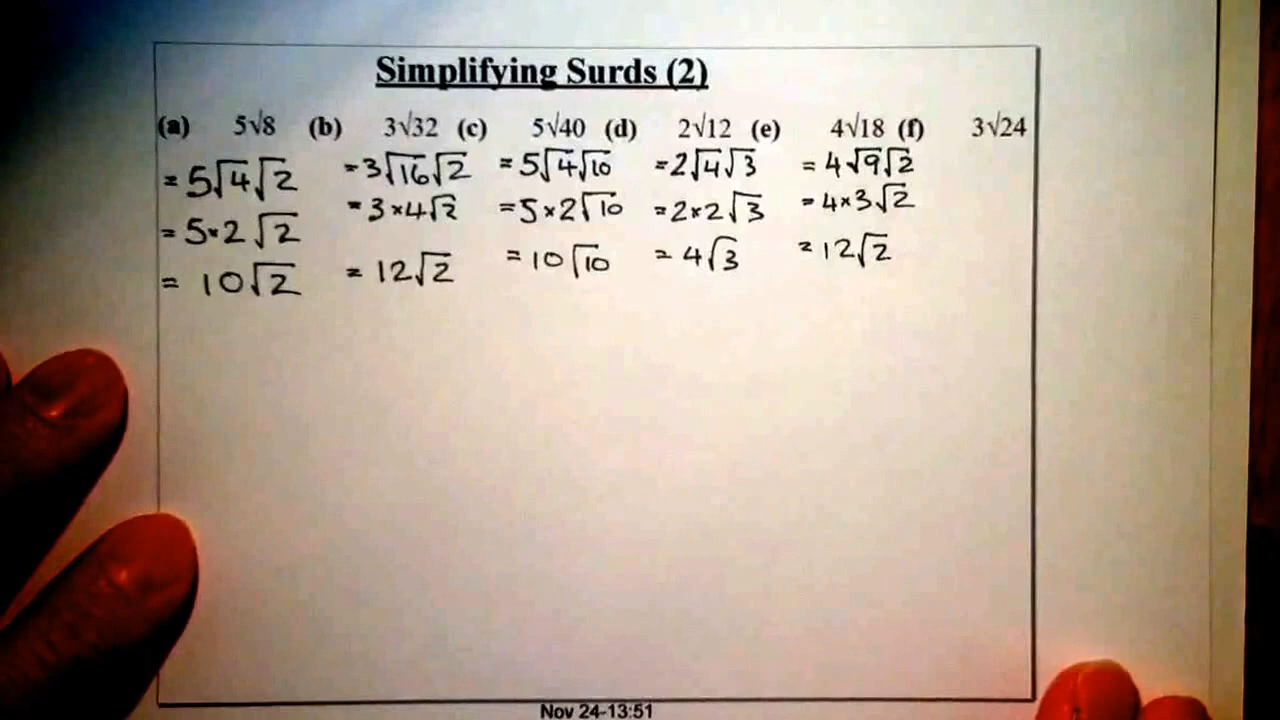 Simplifying Surds (2)
(a) 5√8 (b) 3√32 (c) 5√40 (d) 2√12 (e) 4√18 (f) 3√24
= 5√4√2 = 3√16√2 = 5√4√10 = 2√4√3 = 4√9√2
= 5×2√2 = 3×4√2 = 5×2√10 = 2×2√3 = 4×3√2
= 10√2 = 12√2 = 10√10 = 4√3 = 12√2
Nov 24-13:51